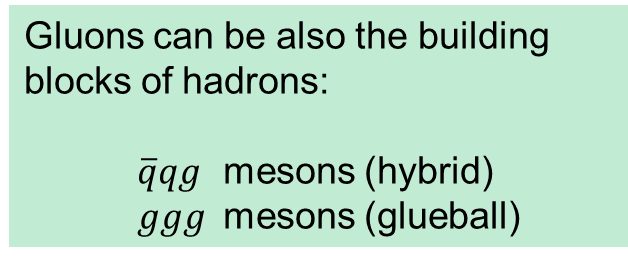 Gluons can be also the building
blocks of hadrons:
q̅qg mesons (hybrid)
ggg mesons (glueball)